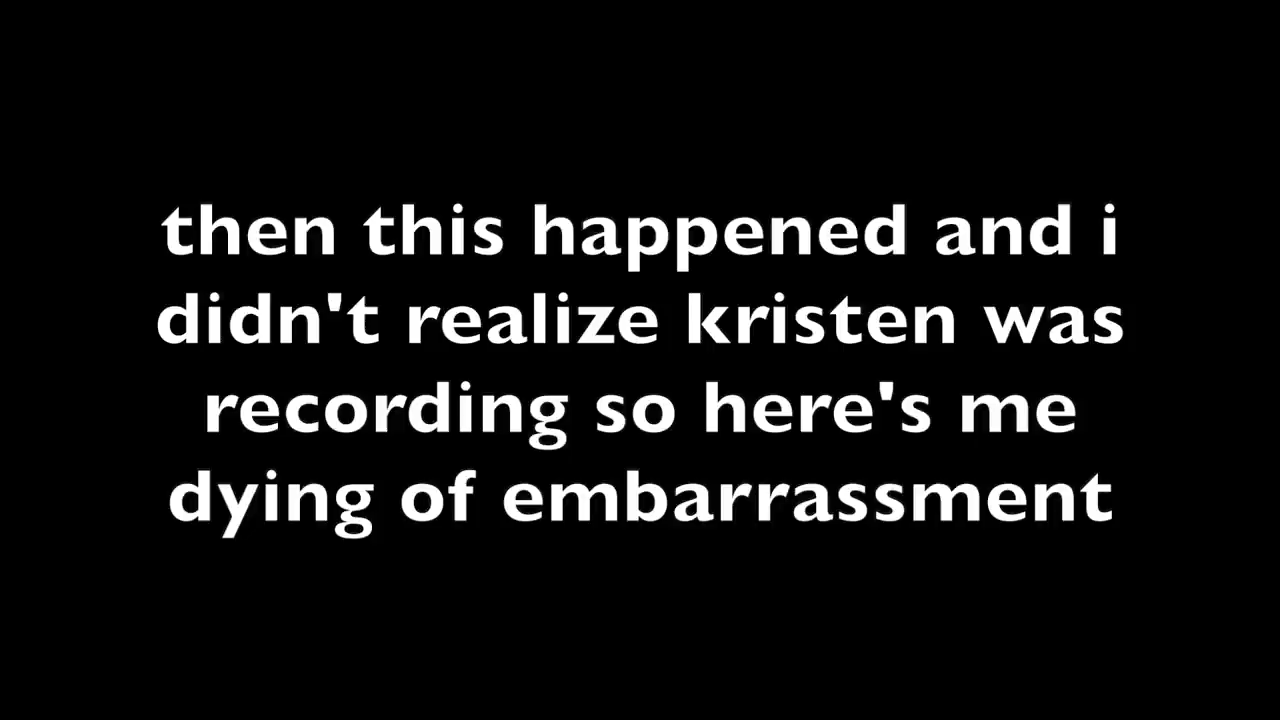 then this happened and i
didn't realize kristen was
recording so here's me
dying of embarrassment